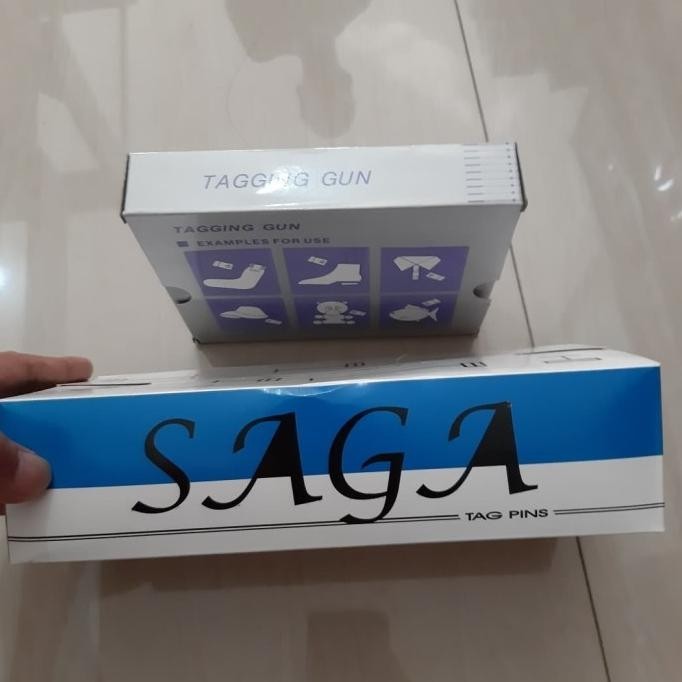 TAGGING GUN
TAGGING GUN
EXAMPLES FOR USE
SAGA
TAG PINS